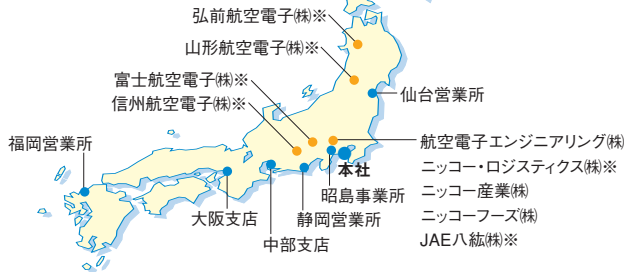 弘前航空電子㈱※
山形航空電子㈱※
富士航空電子㈱※
信州航空電子㈱※
仙台営業所
福岡営業所
航空電子エンジニアリング㈱
ニッコー・ロジスティクス㈱※
ニッコー産業㈱
ニッコーフーズ㈱
JAE八紘㈱※
本社
昭島事業所
静岡営業所
中部支店
大阪支店